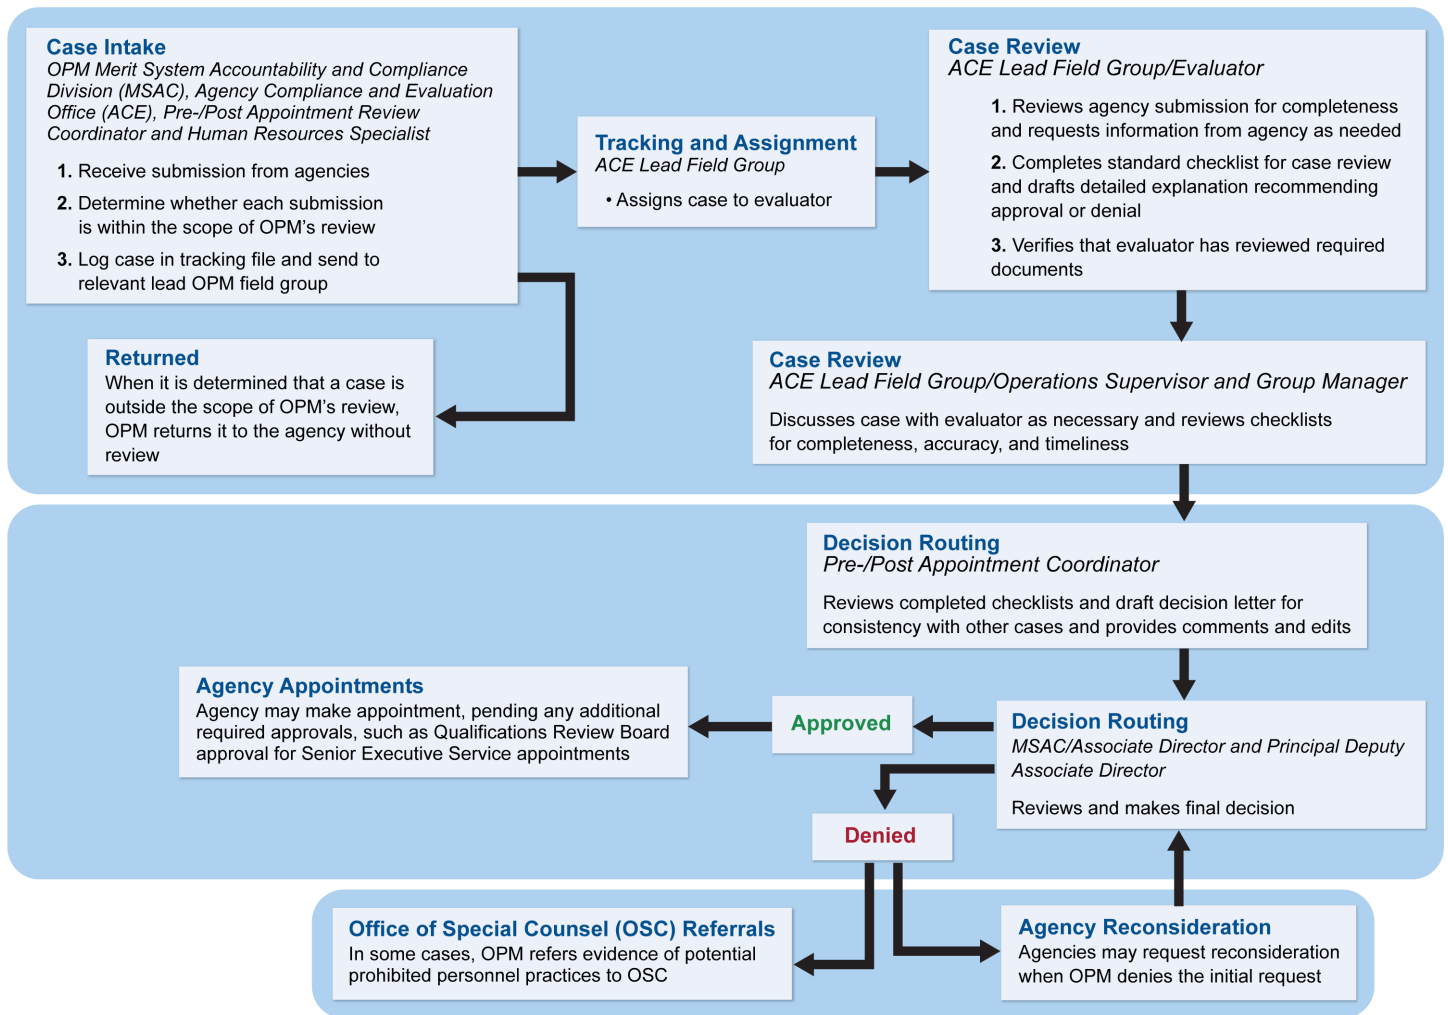 Case Intake
OPM Merit System Accountability and Compliance
Division (MSAC), Agency Compliance and Evaluation
Office (ACE), Pre-/Post Appointment Review
Coordinator and Human Resources Specialist
1. Receive submission from agencies
2. Determine whether each submission
is within the scope of OPM’s review
3. Log case in tracking file and send to
relevant lead OPM field group
Returned
When it is determined that a case is
outside the scope of OPM’s review,
OPM returns it to the agency without
review
Tracking and Assignment
ACE Lead Field Group
• Assigns case to evaluator
Case Review
ACE Lead Field Group/Evaluator
1. Reviews agency submission for completeness
and requests information from agency as needed
2. Completes standard checklist for case review
and drafts detailed explanation recommending
approval or denial
3. Verifies that evaluator has reviewed required
documents
Case Review
ACE Lead Field Group/Operations Supervisor and Group Manager
Discusses case with evaluator as necessary and reviews checklists
for completeness, accuracy, and timeliness
Decision Routing
Pre-/Post Appointment Coordinator
Reviews completed checklists and draft decision letter for
consistency with other cases and provides comments and edits
Decision Routing
MSAC/Associate Director and Principal Deputy
Associate Director
Reviews and makes final decision
Approved
Agency Appointments
Agency may make appointment, pending any additional
required approvals, such as Qualifications Review Board
approval for Senior Executive Service appointments
Denied
Office of Special Counsel (OSC) Referrals
In some cases, OPM refers evidence of potential
prohibited personnel practices to OSC
Agency Reconsideration
Agencies may request reconsideration
when OPM denies the initial request